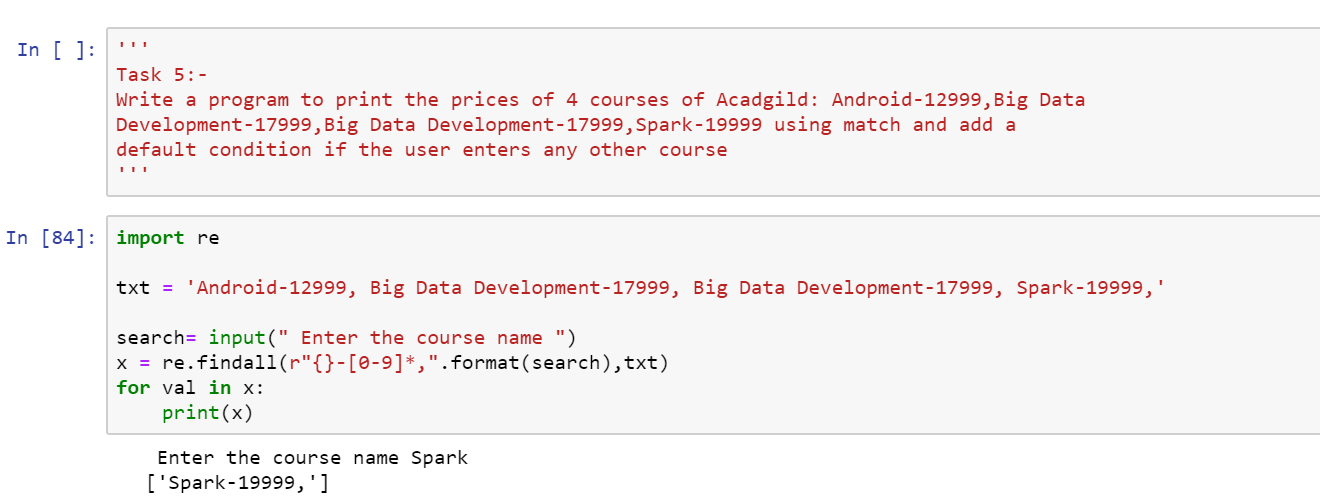 In [ ]:
'''
Task 5:-
Write a program to print the prices of 4 courses of Acadgild: Android-12999,Big Data
Development-17999,Big Data Development-17999,Spark-19999 using match and add a
default condition if the user enters any other course
'''
In [84]:
import re
txt = 'Android-12999, Big Data Development-17999, Big Data Development-17999, Spark-19999,'
search= input(" Enter the course name ")
x = re.findall(r"{}-[0-9]*,".format(search),txt)
for val in x:
    print(x)
Enter the course name Spark
['Spark-19999,']